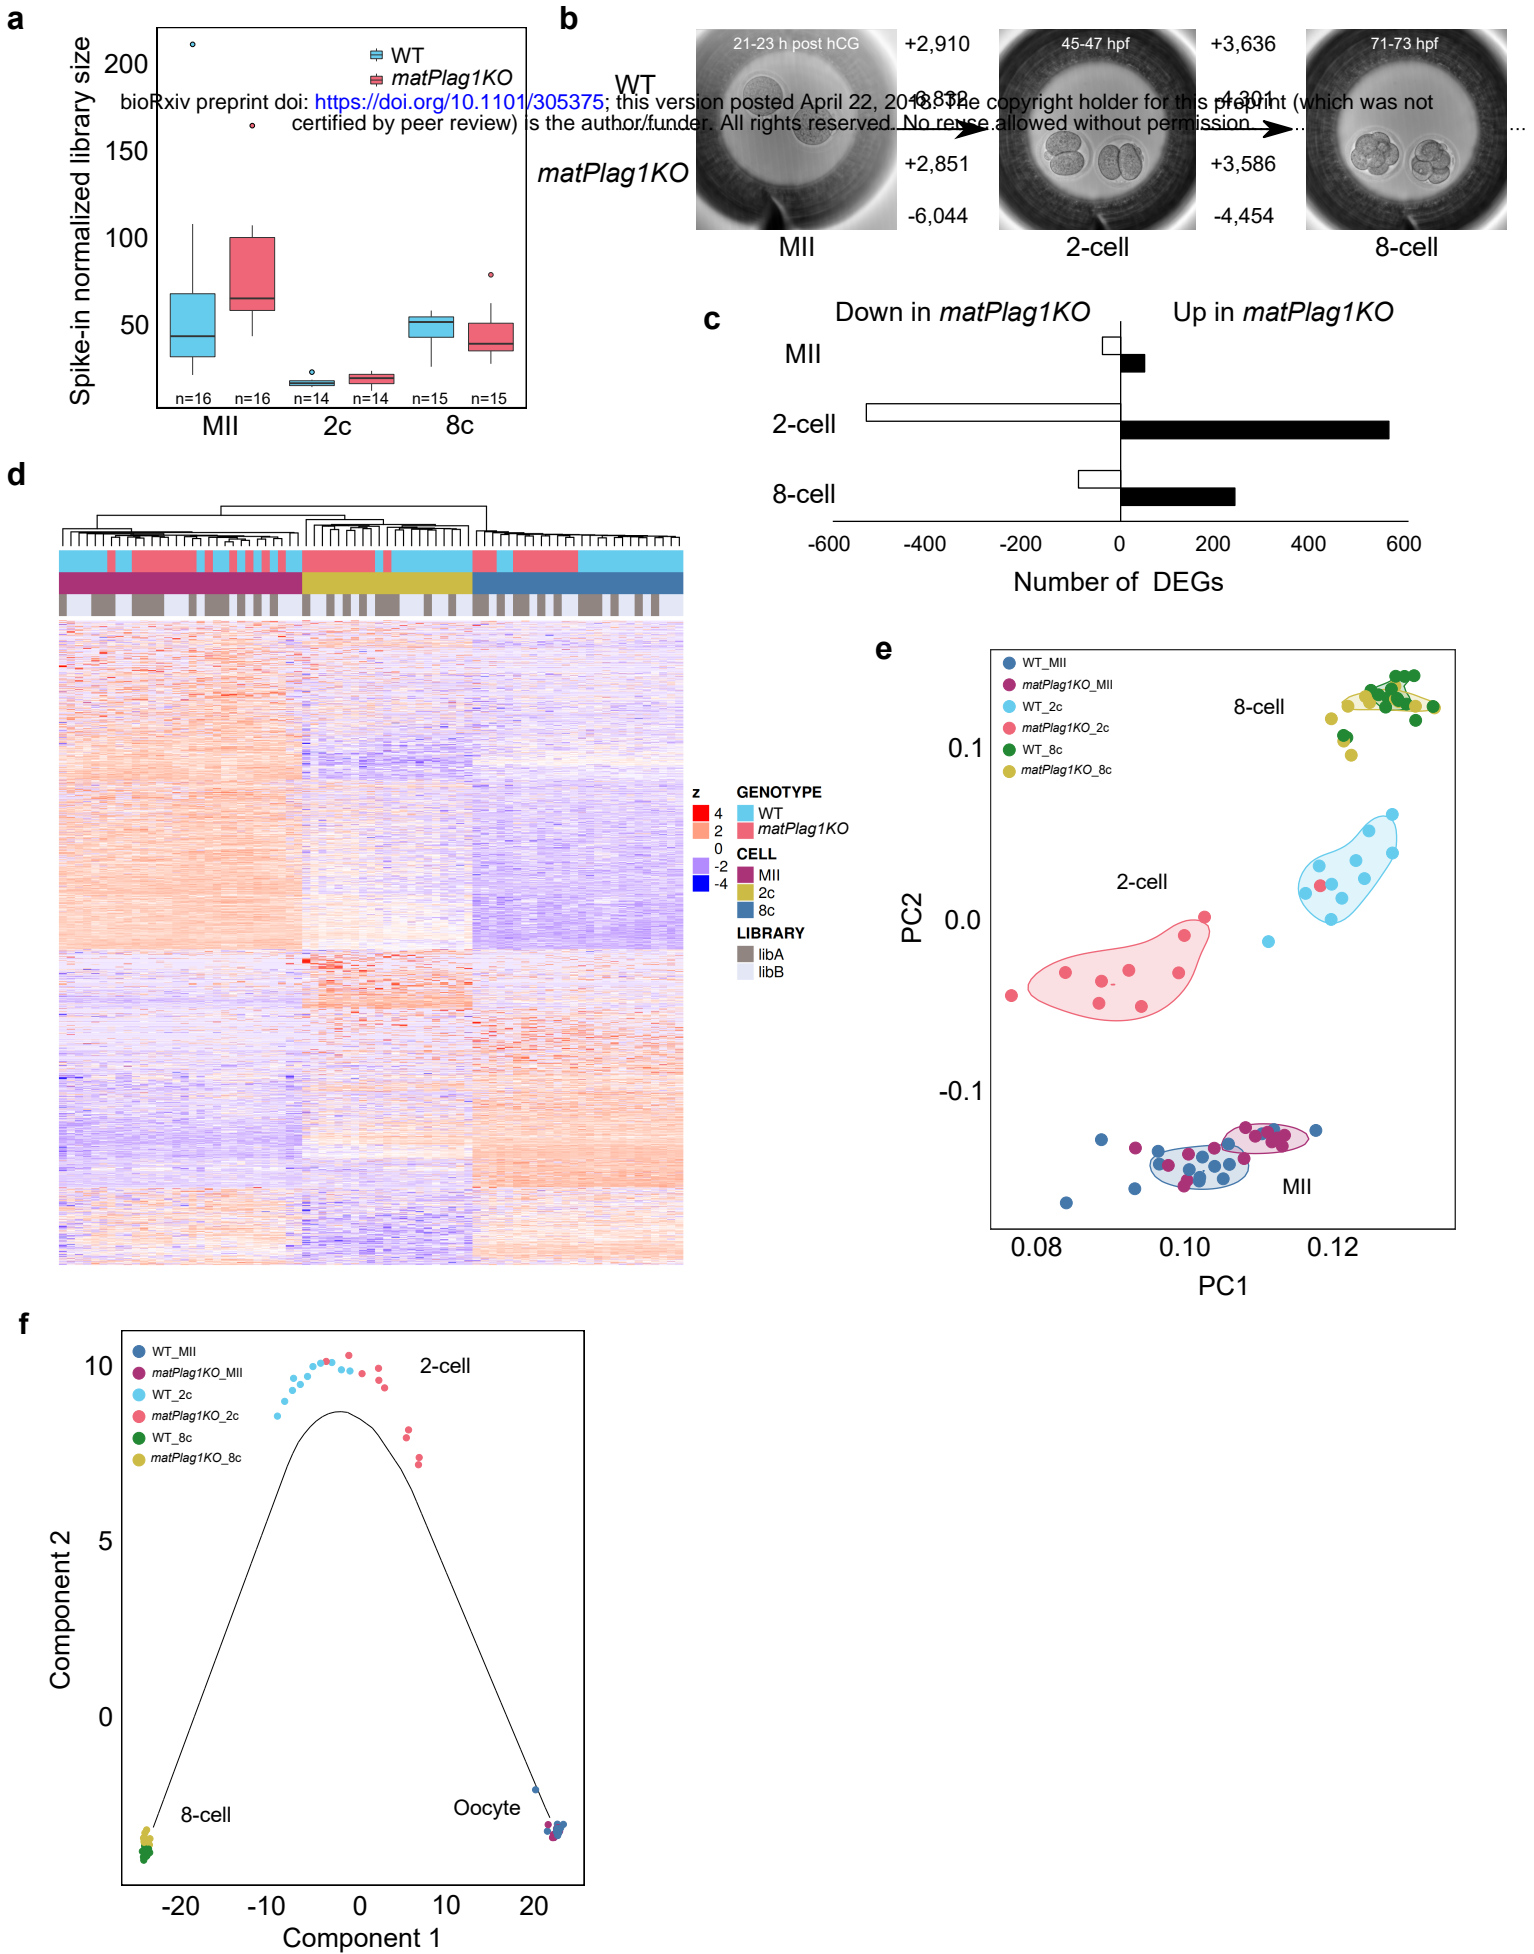 a
Spike-in normalized library size
200
150
100
50
WT
matPlag1KO
n=16
n=16
n=14
n=14
n=15
n=15
MII
2c
8c
bioRxiv preprint doi: https://doi.org/10.1101/305375; this version posted April 22, 2018. The copyright holder for this preprint (which was not
certified by peer review) is the author/funder. All rights reserved. No reuse allowed without permission.
b
WT
matPlag1KO
21-23 h post hCG
+2,910
-6,832
+2,851
-6,044
45-47 hpf
+3,636
-4,301
+3,586
-4,454
71-73 hpf
MII
2-cell
8-cell
c
Down in matPlag1KO
Up in matPlag1KO
MII
2-cell
8-cell
-600
-400
-200
0
200
400
600
Number of DEGs
d
z
4
2
0
-2
-4
GENOTYPE
WT
matPlag1KO
CELL
MII
2c
8c
LIBRARY
libA
libB
e
WT_MII
matPlag1KO_MII
WT_2c
matPlag1KO_2c
WT_8c
matPlag1KO_8c
8-cell
2-cell
MII
PC2
0.1
0.0
-0.1
0.08
0.10
0.12
PC1
f
WT_MII
matPlag1KO_MII
WT_2c
matPlag1KO_2c
WT_8c
matPlag1KO_8c
2-cell
8-cell
Oocyte
Component 2
10
5
0
-20
-10
0
10
20
Component 1